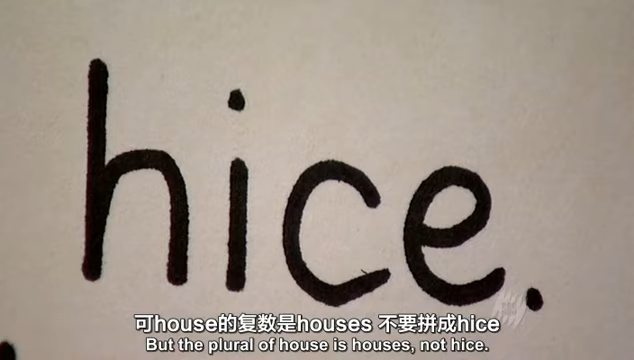 hice.
可house的复数是houses 不要拼成hice
But the plural of house is houses, not hice.